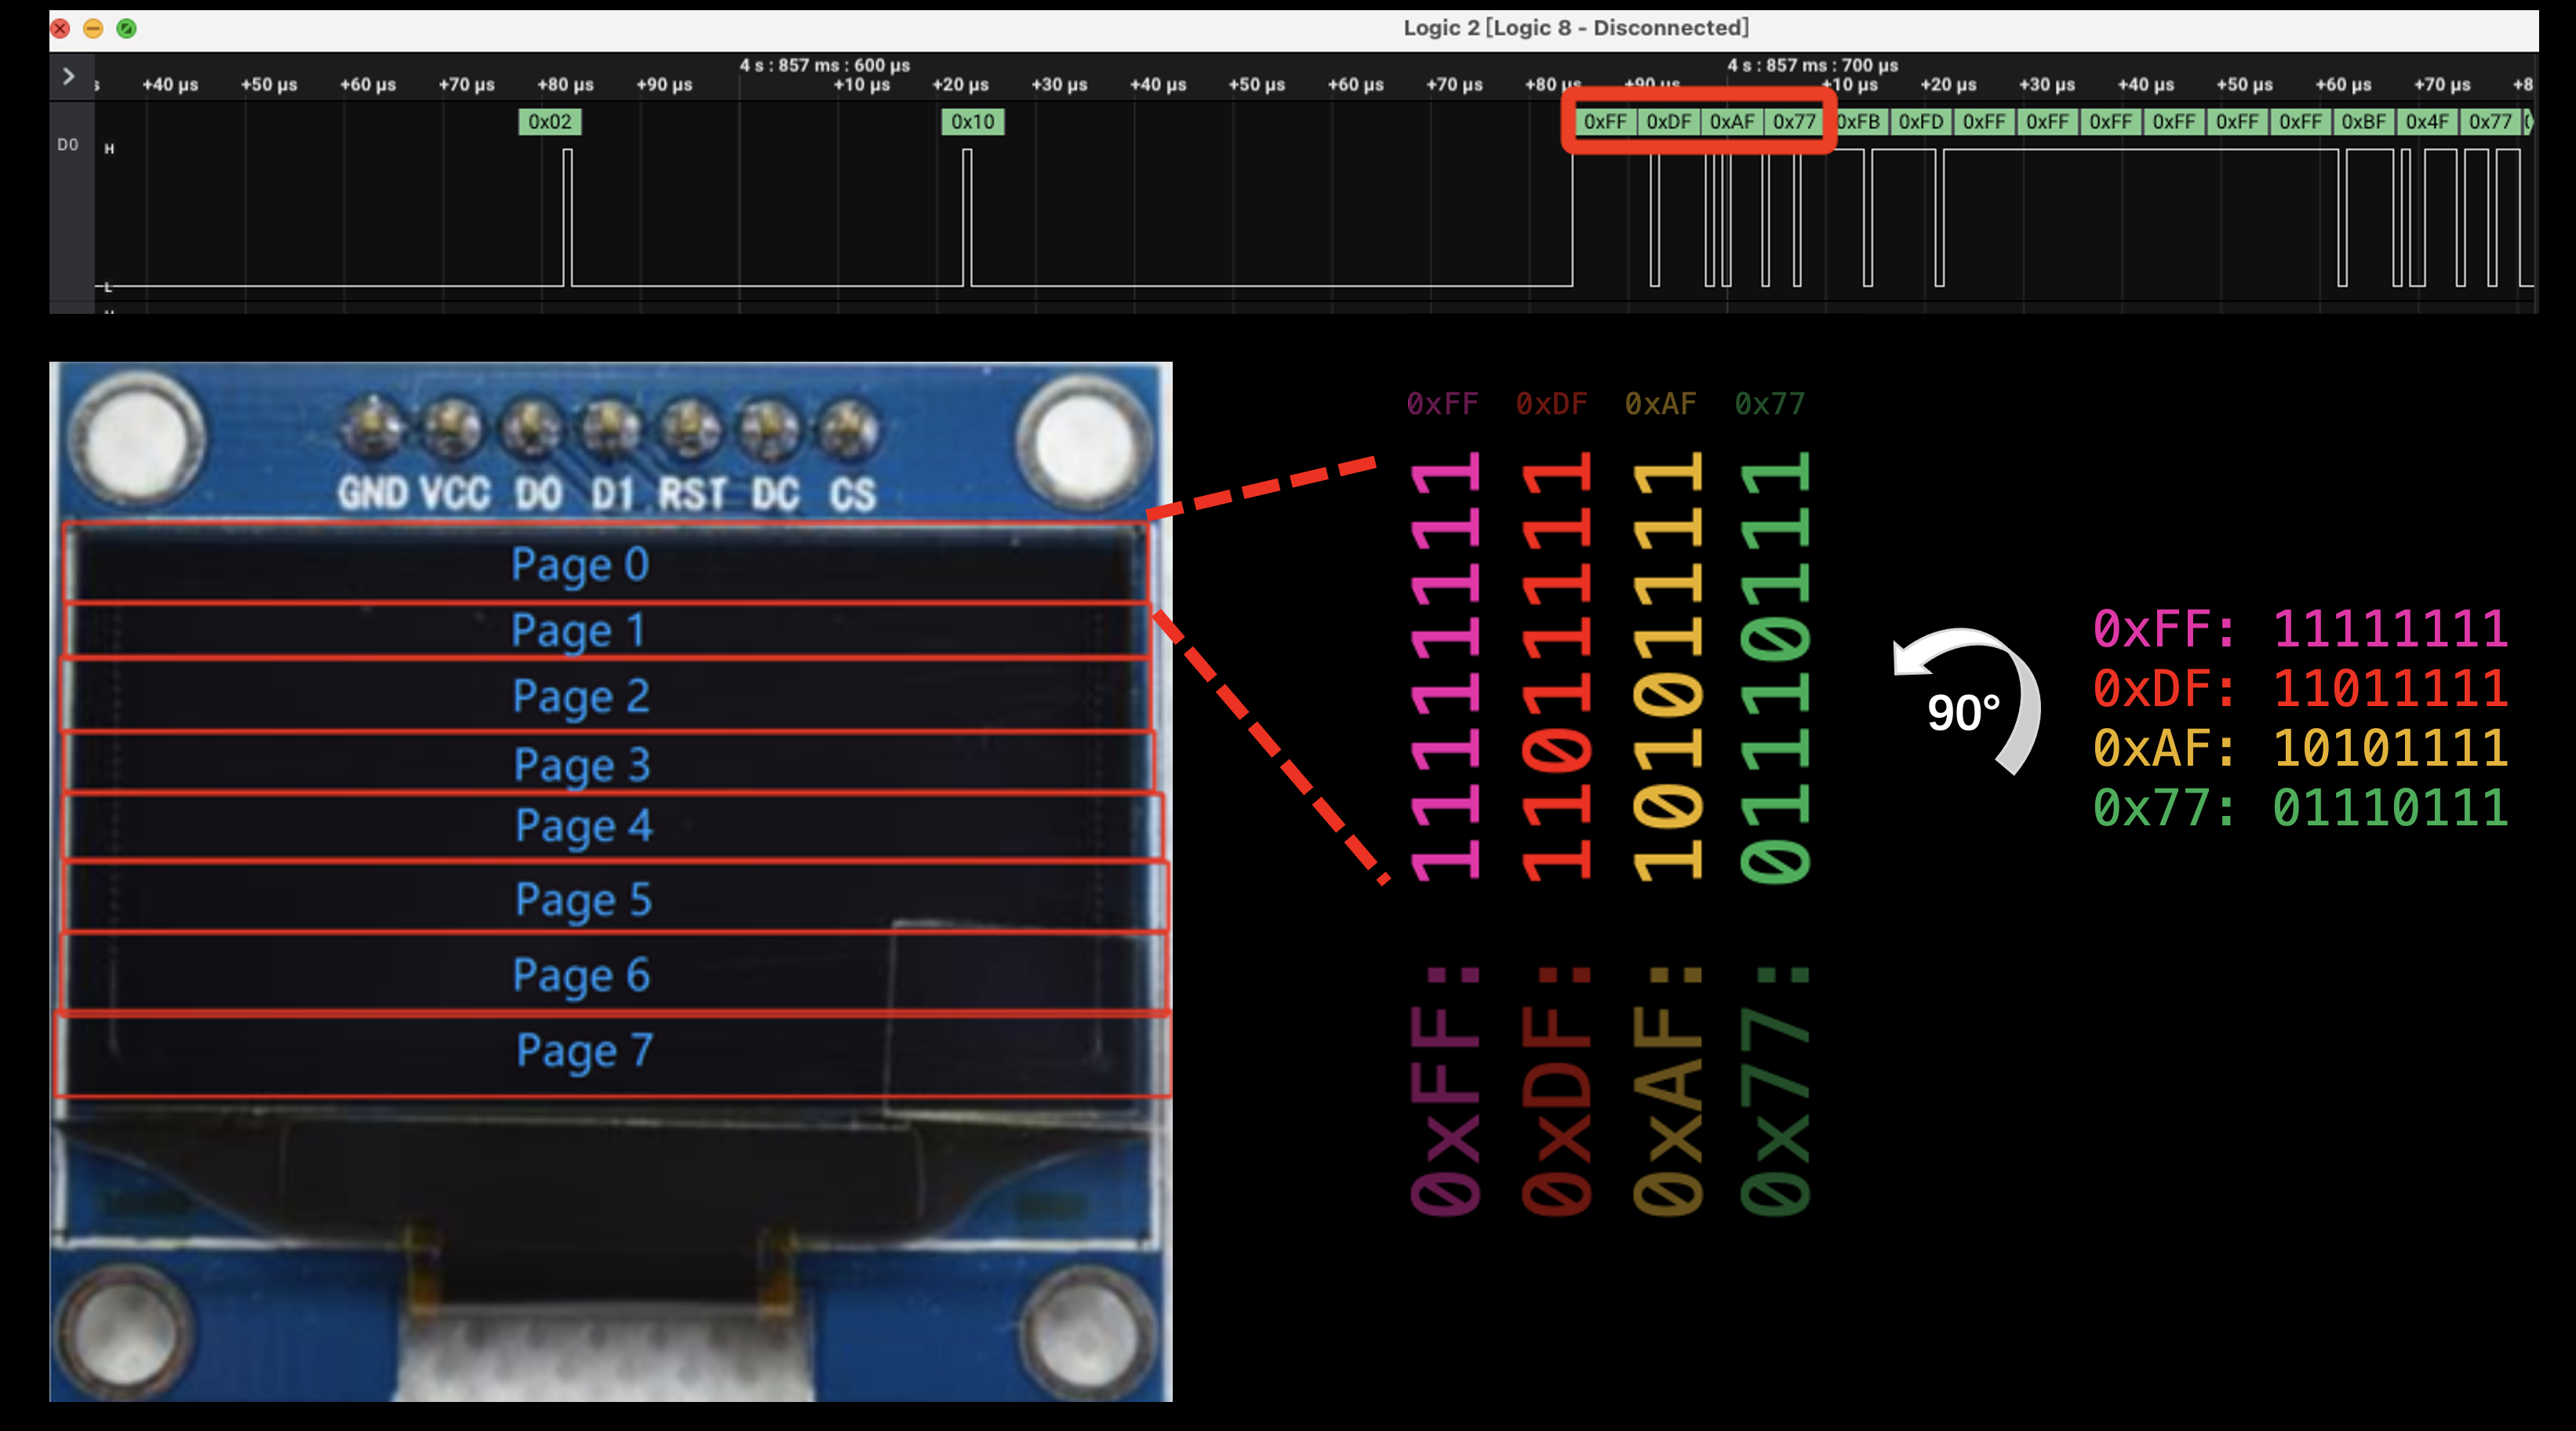 Logic 2 [Logic 8 - Disconnected]
4 s : 857 ms : 600 µs
4 s : 857 ms : 700 µs
s +40 µs +50 µs +60 µs +70 µs +80 µs +90 µs +10 µs +20 µs +30 µs +40 µs +50 µs +60 µs +70 µs +80 µs +90 µs +10 µs +20 µs +30 µs +40 µs +50 µs +60 µs +70 µs +8
0x02 0x10 0xFF 0xDF 0xAF 0x77 0xFB 0xFD 0xFF 0xFF 0xFF 0xFF 0xFF 0xFF 0xBF 0x4F 0x77
D0 H
L
GND VCC D0 D1 RST DC CS
Page 0
Page 1
Page 2
Page 3
Page 4
Page 5
Page 6
Page 7
0xFF 0xDF 0xAF 0x77
0xFF: 11111111
0xDF: 11011111
0xAF: 10101111
0x77: 01110111
90°
0xFF: 11111111
0xDF: 11011111
0xAF: 10101111
0x77: 01110111